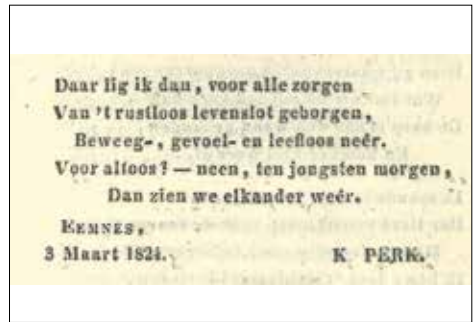 Daar lig ik dan, voor alle zorgen
Van 't rustloos levenslot geborgen,
Beweeg-, gevoel- en leefloos neêr.
Voor altoos? — neen, ten jongsten morgen,
Dan zien we elkander weêr.
EEMNES,
3 Maart 1824. K PERK.